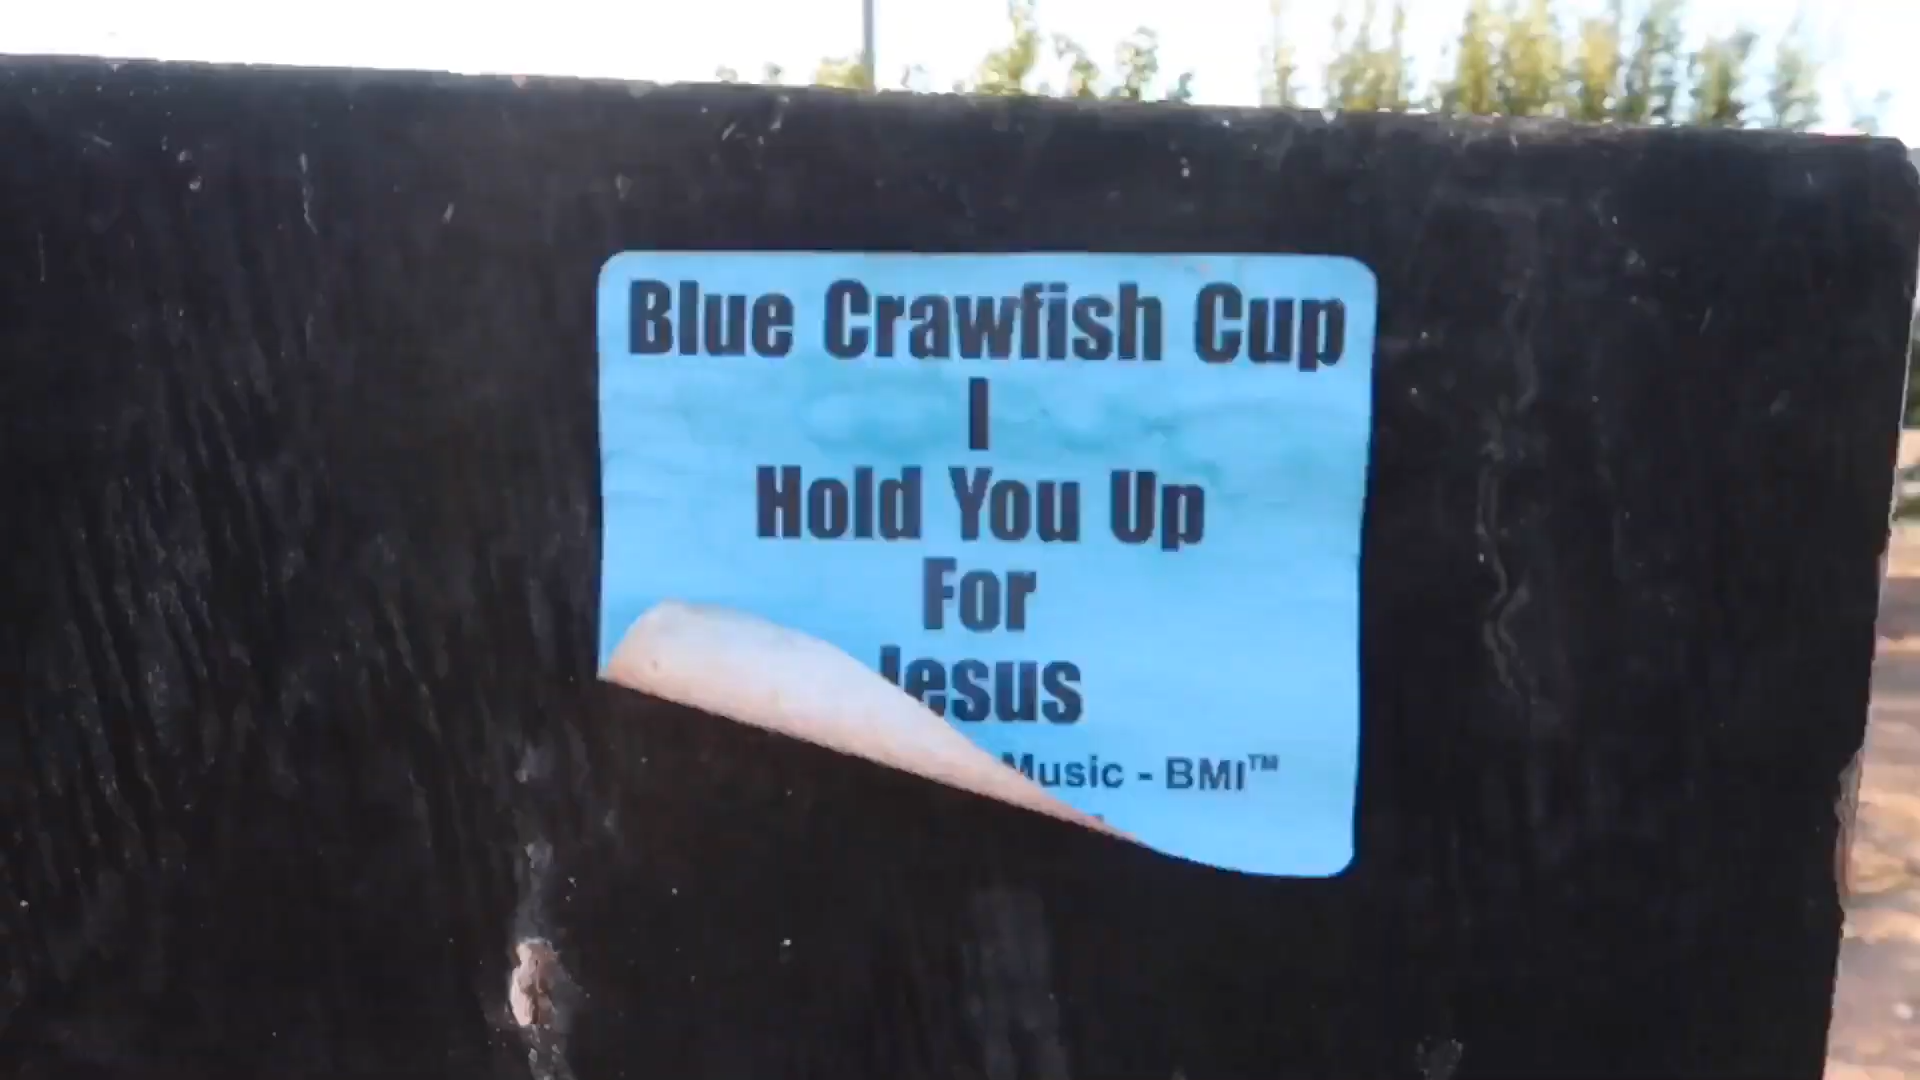 Blue Crawfish Cup
I
Hold You Up
For
Jesus
Music - BMI™